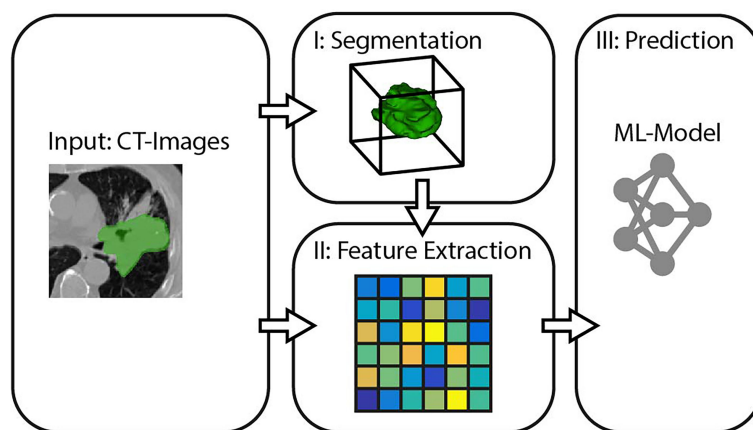 Input: CT-Images
I: Segmentation
II: Feature Extraction
III: Prediction
ML-Model